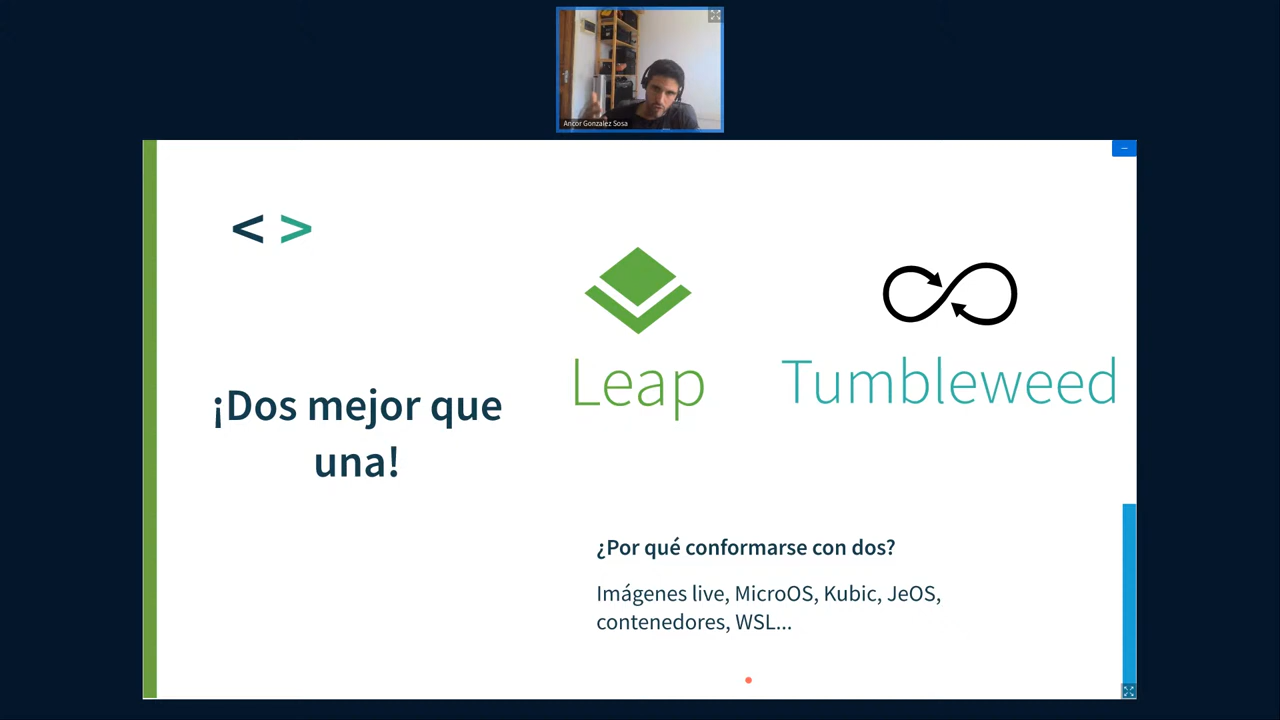 Ancor Gonzalez Sosa
< >
¡Dos mejor que
una!
Leap
Tumbleweed
¿Por qué conformarse con dos?
Imágenes live, MicroOS, Kubic, JeOS,
contenedores, WSL...